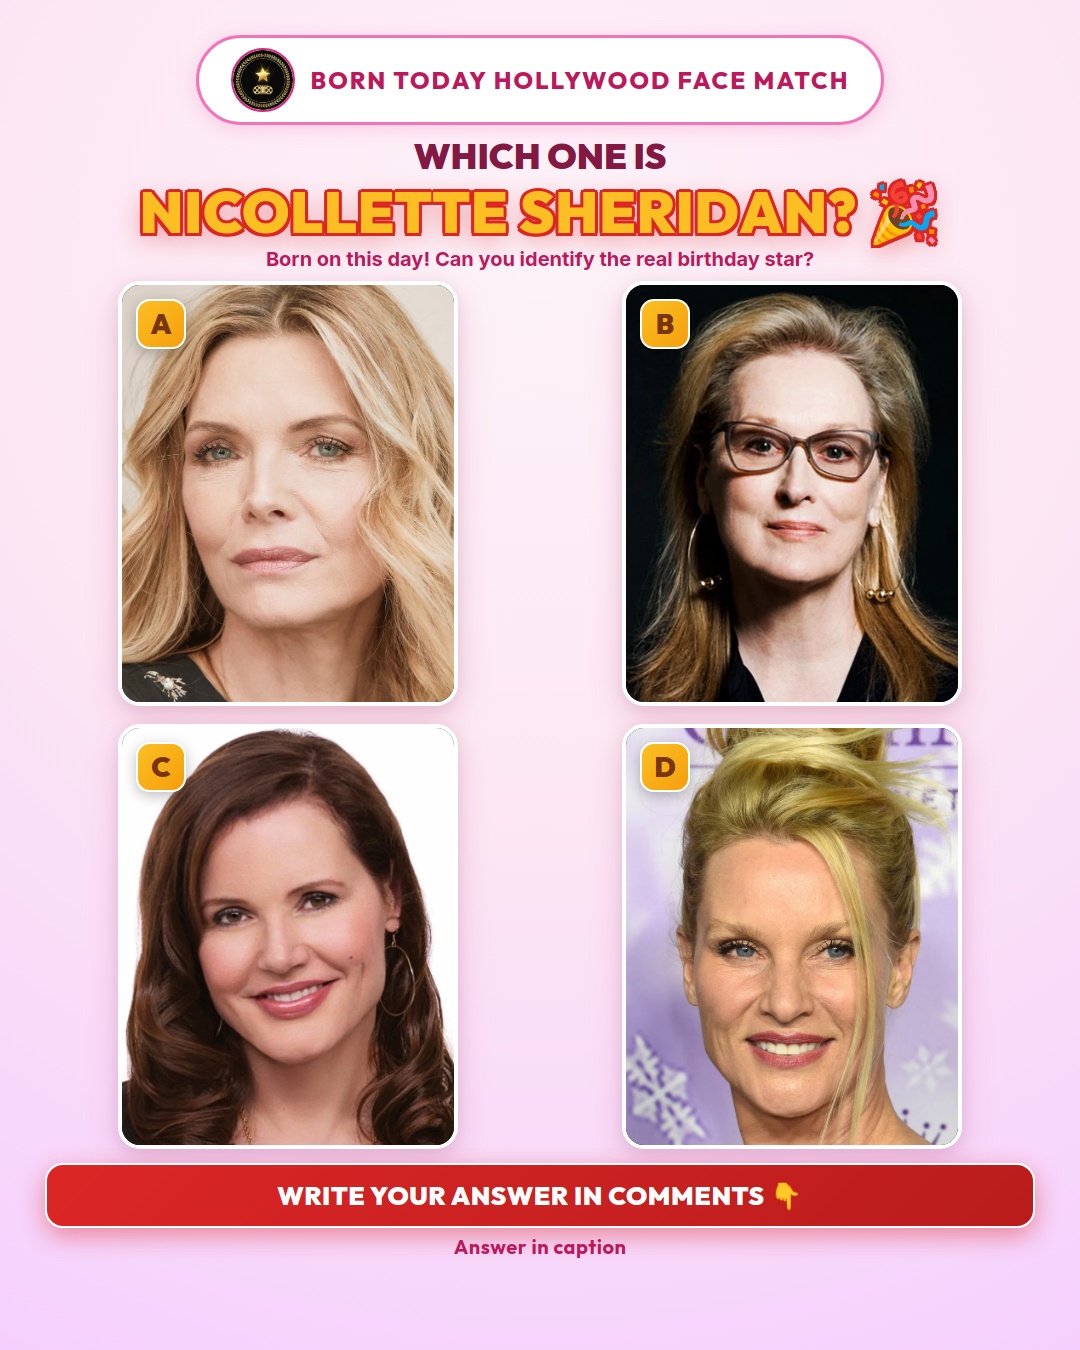 BORN TODAY HOLLYWOOD FACE MATCH
WHICH ONE IS
NICOLLETTE SHERIDAN? 🎉
Born on this day! Can you identify the real birthday star?
A
B
C
D
WRITE YOUR ANSWER IN COMMENTS 👇
Answer in caption